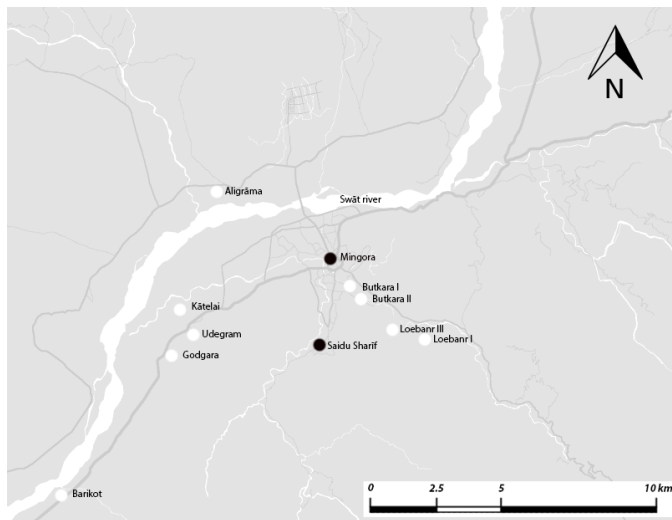 N
Aligrāma
Swāt river
Mingora
Butkara I
Butkara II
Kātelai
Loebanr III
Udegram
Loebanr I
Saidu Sharīf
Godgara
Barikot
0 2.5 5 10 km